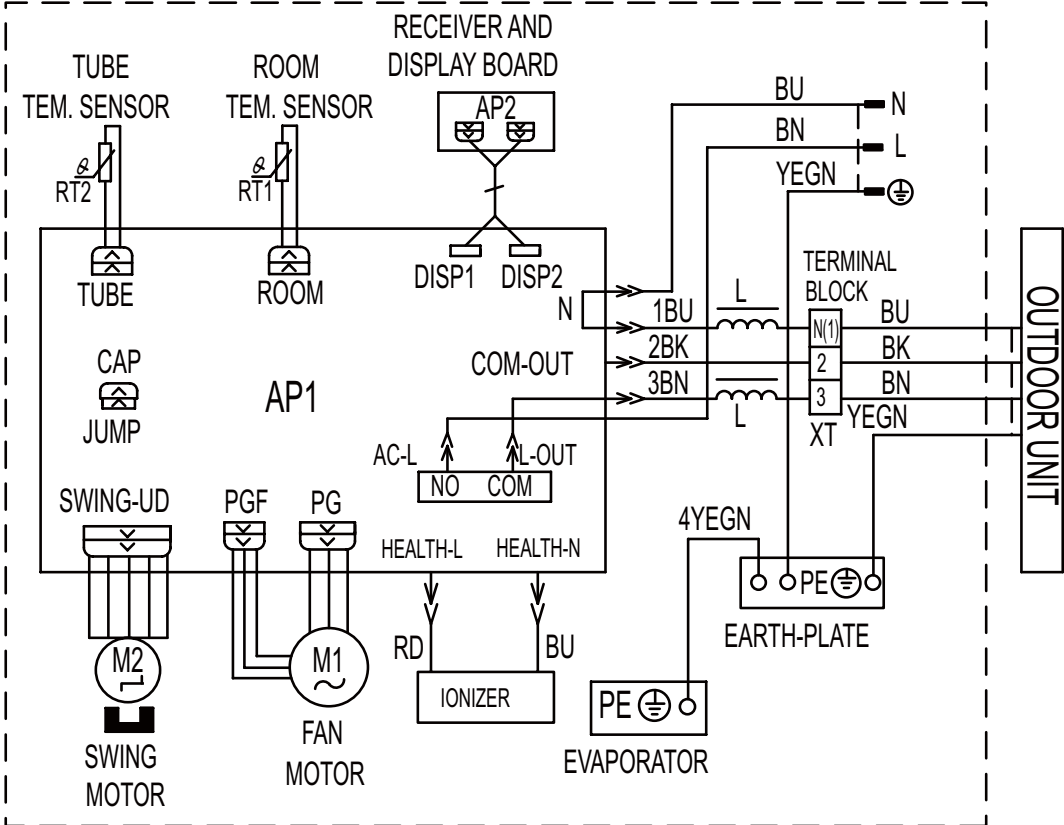 RECEIVER AND
DISPLAY BOARD
AP2
TUBE
TEM. SENSOR
RT2
ROOM
TEM. SENSOR
RT1
BU
N
BN
L
YEGN
TUBE
ROOM
DISP1
DISP2
N
1BU
L
TERMINAL
BLOCK
N(1)
BU
COM-OUT
2BK
2
BK
3BN
L
3
BN
XT
YEGN
OUTDOOR UNIT
CAP
JUMP
AP1
AC-L
L-OUT
NO
COM
SWING-UD
PGF
PG
HEALTH-L
HEALTH-N
4YEGN
PE
EARTH-PLATE
M2
M1
RD
BU
IONIZER
PE
EVAPORATOR
SWING
MOTOR
FAN
MOTOR